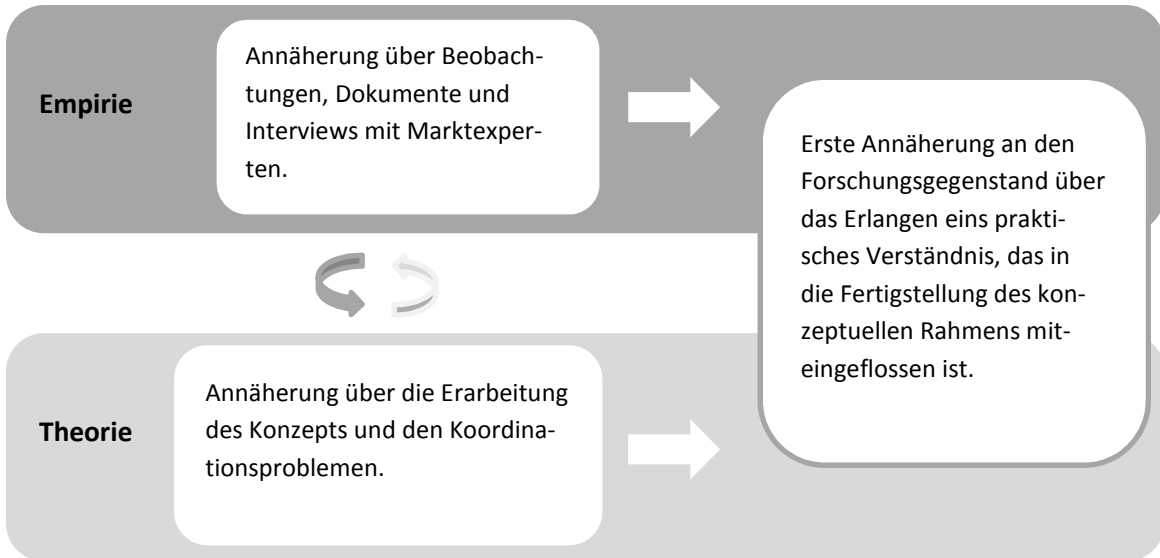 Empirie
Annäherung über Beobach-
tungen, Dokumente und
Interviews mit Marktexper-
ten.
Theorie
Annäherung über die Erarbeitung
des Konzepts und den Koordina-
tionsproblemen.
Erste Annäherung an den
Forschungsgegenstand über
das Erlangen eins prakti-
sches Verständnis, das in
die Fertigstellung des kon-
zeptuellen Rahmens mit-
eingeflossen ist.